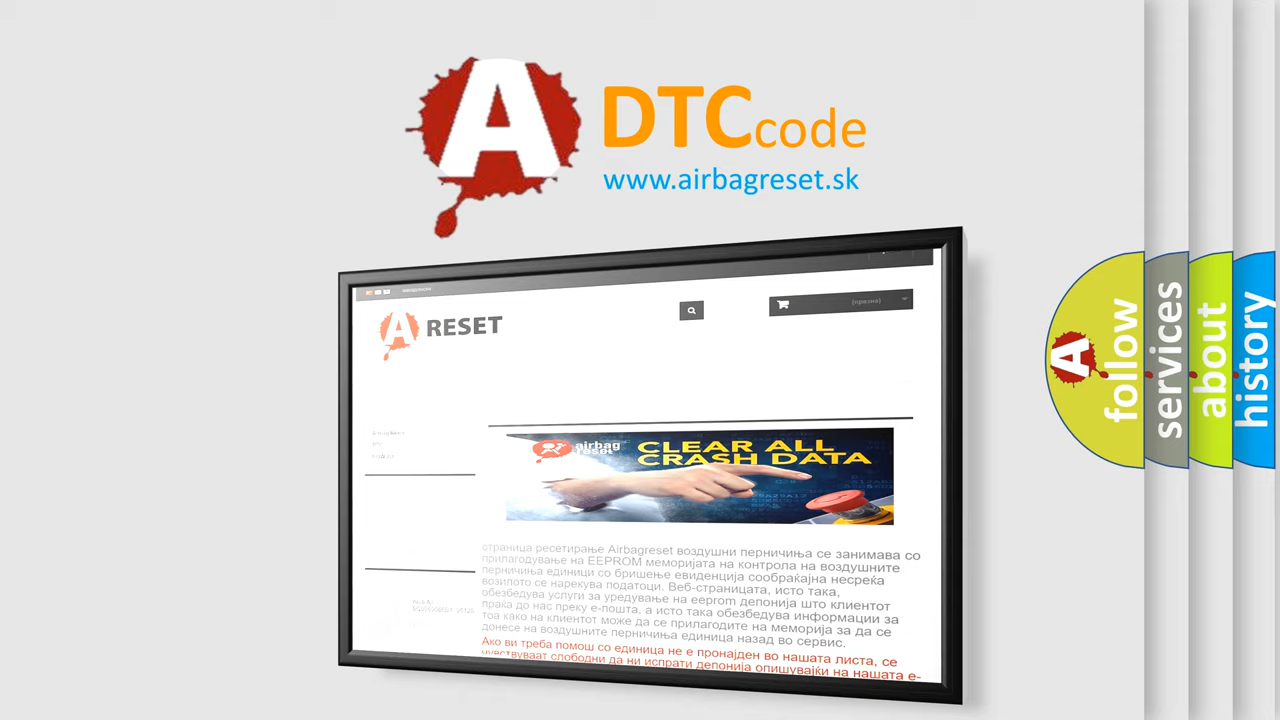 A DTCcode
www.airbagreset.sk
A RESET
(празна)
airbag
reset
CLEAR ALL
CRASH DATA
страница ресетирање Airbagreset воздушни перничиња се занимава со
прилагодување на EEPROM меморијата на контрола на воздушните
перничиња единици со бришење евиденција сообраќајна несреќа
возилото се нарекува податоци. Веб-страницата, исто така,
обезбедува услуги за уредување на eeprom депонија што клиентот
праќа до нас преку е-пошта, а исто така обезбедува информации за
тоа како на клиентот може да се прилагодите на меморија за да се
донесе на воздушните перничиња единица назад во сервис.
Ако ви треба помош со единица не е пронајден во нашата листа, се
чувствуваат слободни да ни испрати депонија опишувајќи на нашата е-
A follow
services
about
history